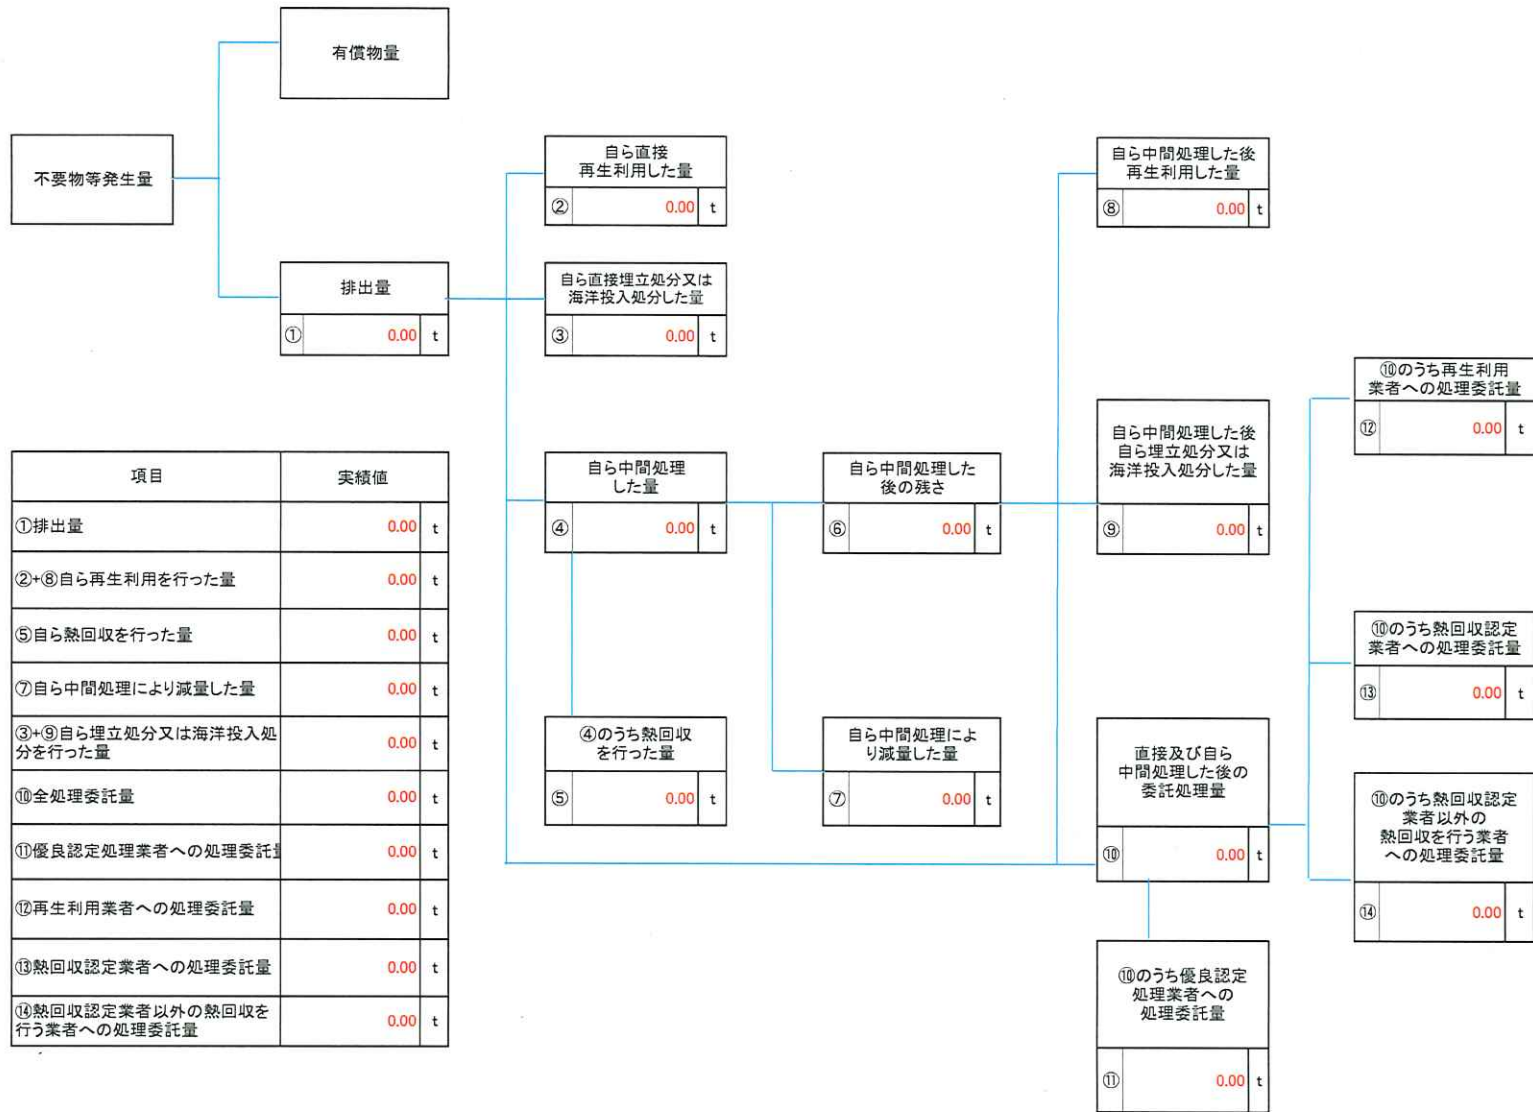 有償物量
不要物等発生量
排出量
① 0.00 t
自ら直接
再生利用した量
② 0.00 t
自ら直接埋立処分又は
海洋投入処分した量
③ 0.00 t
自ら中間処理
した量
④ 0.00 t
④のうち熱回収
を行った量
⑤ 0.00 t
自ら中間処理した
後の残さ
⑥ 0.00 t
自ら中間処理によ
り減量した量
⑦ 0.00 t
自ら中間処理した後
再生利用した量
⑧ 0.00 t
自ら中間処理した後
自ら埋立処分又は
海洋投入処分した量
⑨ 0.00 t
直接及び自ら
中間処理した後の
委託処理量
⑩ 0.00 t
⑩のうち優良認定
処理業者への
処理委託量
⑪ 0.00 t
⑩のうち再生利用
業者への処理委託量
⑫ 0.00 t
⑩のうち熱回収認定
業者への処理委託量
⑬ 0.00 t
⑩のうち熱回収認定
業者以外の
熱回収を行う業者
への処理委託量
⑭ 0.00 t
項目 実績値
①排出量 0.00 t
②+⑧自ら再生利用を行った量 0.00 t
⑤自ら熱回収を行った量 0.00 t
⑦自ら中間処理により減量した量 0.00 t
③+⑨自ら埋立処分又は海洋投入処
分を行った量 0.00 t
⑩全処理委託量 0.00 t
⑪優良認定処理業者への処理委託 0.00 t
⑫再生利用業者への処理委託量 0.00 t
⑬熱回収認定業者への処理委託量 0.00 t
⑭熱回収認定業者以外の熱回収を
行う業者への処理委託量 0.00 t